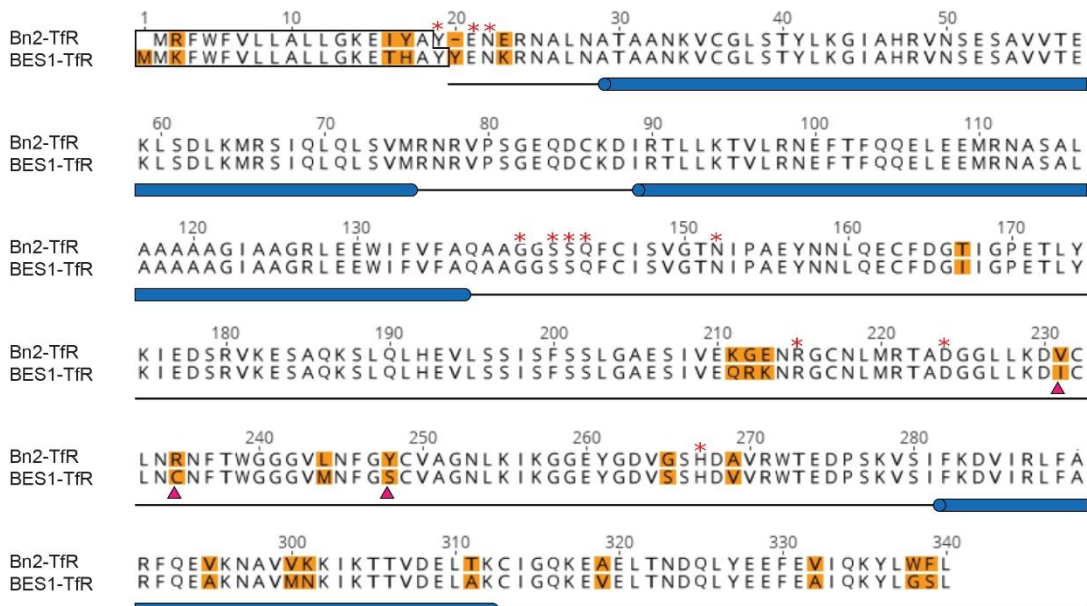 1 10 20 30 40 50
* * *
Bn2-TfR MRFWFVLLALLGKEIYAY-ENERNALNATAANKVCGLSTYLKGIAHRVNSESAVVTE
BES1-TfR MMKFWFVLLALLGKETHAYYENKRNALNATAANKVCGLSTYLKGIAHRVNSESAVVTE
60 70 80 90 100 110
Bn2-TfR KLSDLKMRSIQLQLSVMRNRVPSGEQDCKDIRTLLKTVLRNEFTFQQELEEMRNASAL
BES1-TfR KLSDLKMRSIQLQLSVMRNRVPSGEQDCKDIRTLLKTVLRNEFTFQQELEEMRNASAL
120 130 150 160 170
* * * * *
Bn2-TfR AAAAAGIAAGRLEEWIFVFAQAAGGSSQFCISVGTNIPAEYNNLQECFDGTIGPETLY
BES1-TfR AAAAAGIAAGRLEEWIFVFAQAAGGSSQFCISVGTNIPAEYNNLQECFDGIIGPETLY
180 190 200 210 220 230
* *
Bn2-TfR KIEDSRVKESAQKSLQLHEVLSSISFSSLGAESIVEKGENRGCNLMRTADGGLLKDVC
BES1-TfR KIEDSRVKESAQKSLQLHEVLSSISFSSLGAESIVEQRKNRGCNLMRTADGGLLKDIC
240 250 260 270 280
*
Bn2-TfR LNRNFTWGGGVLNFGYCVAGNLKIKGGEYGDVGSHDAVRWTEDPSKVSIFKDVIRLFA
BES1-TfR LNCNFTWGGGVMNFGSCVAGNLKIKGGEYGDVSSHDVVRWTEDPSKVSIFKDVIRLFA
300 310 320 330 340
Bn2-TfR RFQEVKNAVVKKIKTTVDELTKCIGQKEAELTNDQLYEEFEVIQKYLWFL
BES1-TfR RFQEAKNAVMNKIKTTVDELAKCIGQKEVELTNDQLYEEFEAIQKYLGSL